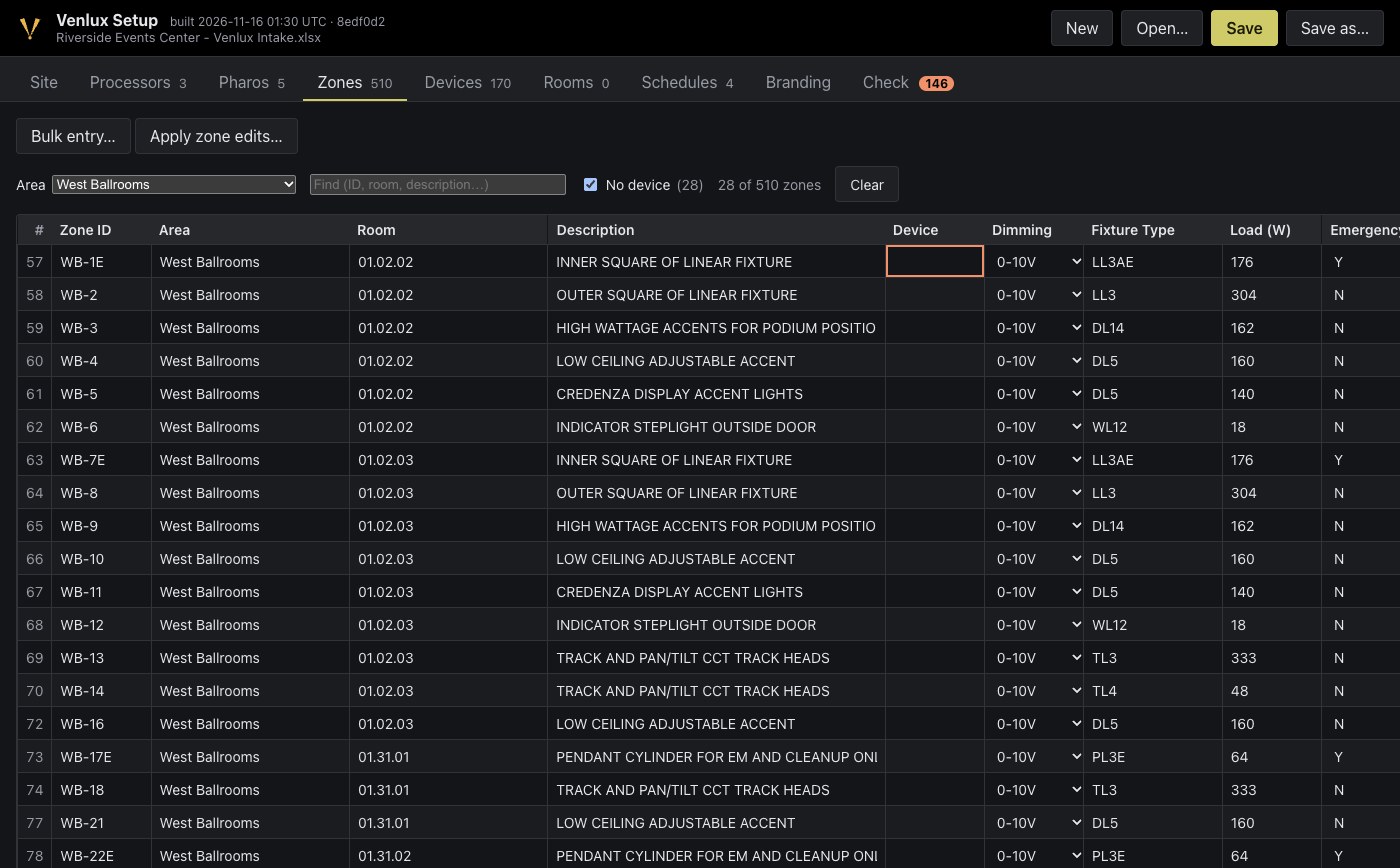 Venlux Setup built 2026-11-16 01:30 UTC · 8edf0d2
Riverside Events Center - Venlux Intake.xlsx
New Open... Save Save as...
Site Processors 3 Pharos 5 Zones 510 Devices 170 Rooms 0 Schedules 4 Branding Check 146
Bulk entry... Apply zone edits...
Area West Ballrooms Find (ID, room, description…) No device (28) 28 of 510 zones Clear
# Zone ID Area Room Description Device Dimming Fixture Type Load (W) Emergency
57 WB-1E West Ballrooms 01.02.02 INNER SQUARE OF LINEAR FIXTURE 0-10V LL3AE 176 Y
58 WB-2 West Ballrooms 01.02.02 OUTER SQUARE OF LINEAR FIXTURE 0-10V LL3 304 N
59 WB-3 West Ballrooms 01.02.02 HIGH WATTAGE ACCENTS FOR PODIUM POSITIO 0-10V DL14 162 N
60 WB-4 West Ballrooms 01.02.02 LOW CEILING ADJUSTABLE ACCENT 0-10V DL5 160 N
61 WB-5 West Ballrooms 01.02.02 CREDENZA DISPLAY ACCENT LIGHTS 0-10V DL5 140 N
62 WB-6 West Ballrooms 01.02.02 INDICATOR STEPLIGHT OUTSIDE DOOR 0-10V WL12 18 N
63 WB-7E West Ballrooms 01.02.03 INNER SQUARE OF LINEAR FIXTURE 0-10V LL3AE 176 Y
64 WB-8 West Ballrooms 01.02.03 OUTER SQUARE OF LINEAR FIXTURE 0-10V LL3 304 N
65 WB-9 West Ballrooms 01.02.03 HIGH WATTAGE ACCENTS FOR PODIUM POSITIO 0-10V DL14 162 N
66 WB-10 West Ballrooms 01.02.03 LOW CEILING ADJUSTABLE ACCENT 0-10V DL5 160 N
67 WB-11 West Ballrooms 01.02.03 CREDENZA DISPLAY ACCENT LIGHTS 0-10V DL5 140 N
68 WB-12 West Ballrooms 01.02.03 INDICATOR STEPLIGHT OUTSIDE DOOR 0-10V WL12 18 N
69 WB-13 West Ballrooms 01.02.03 TRACK AND PAN/TILT CCT TRACK HEADS 0-10V TL3 333 N
70 WB-14 West Ballrooms 01.02.03 TRACK AND PAN/TILT CCT TRACK HEADS 0-10V TL4 48 N
72 WB-16 West Ballrooms 01.02.03 LOW CEILING ADJUSTABLE ACCENT 0-10V DL5 160 N
73 WB-17E West Ballrooms 01.31.01 PENDANT CYLINDER FOR EM AND CLEANUP ONL 0-10V PL3E 64 Y
74 WB-18 West Ballrooms 01.31.01 TRACK AND PAN/TILT CCT TRACK HEADS 0-10V TL3 333 N
77 WB-21 West Ballrooms 01.31.01 LOW CEILING ADJUSTABLE ACCENT 0-10V DL5 160 N
78 WB-22E West Ballrooms 01.31.02 PENDANT CYLINDER FOR EM AND CLEANUP ONL 0-10V PL3E 64 Y